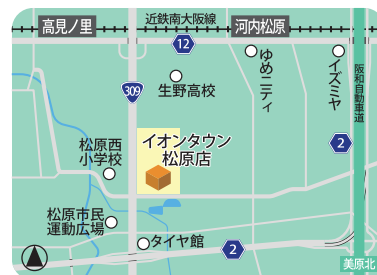 近鉄南大阪線
高見ノ里
河内松原
12
ゆめニティ
イズミヤ
阪和自動車道
309
生野高校
2
イオンタウン
松原店
松原西
小学校
松原市民
運動広場
タイヤ館
2
美原北